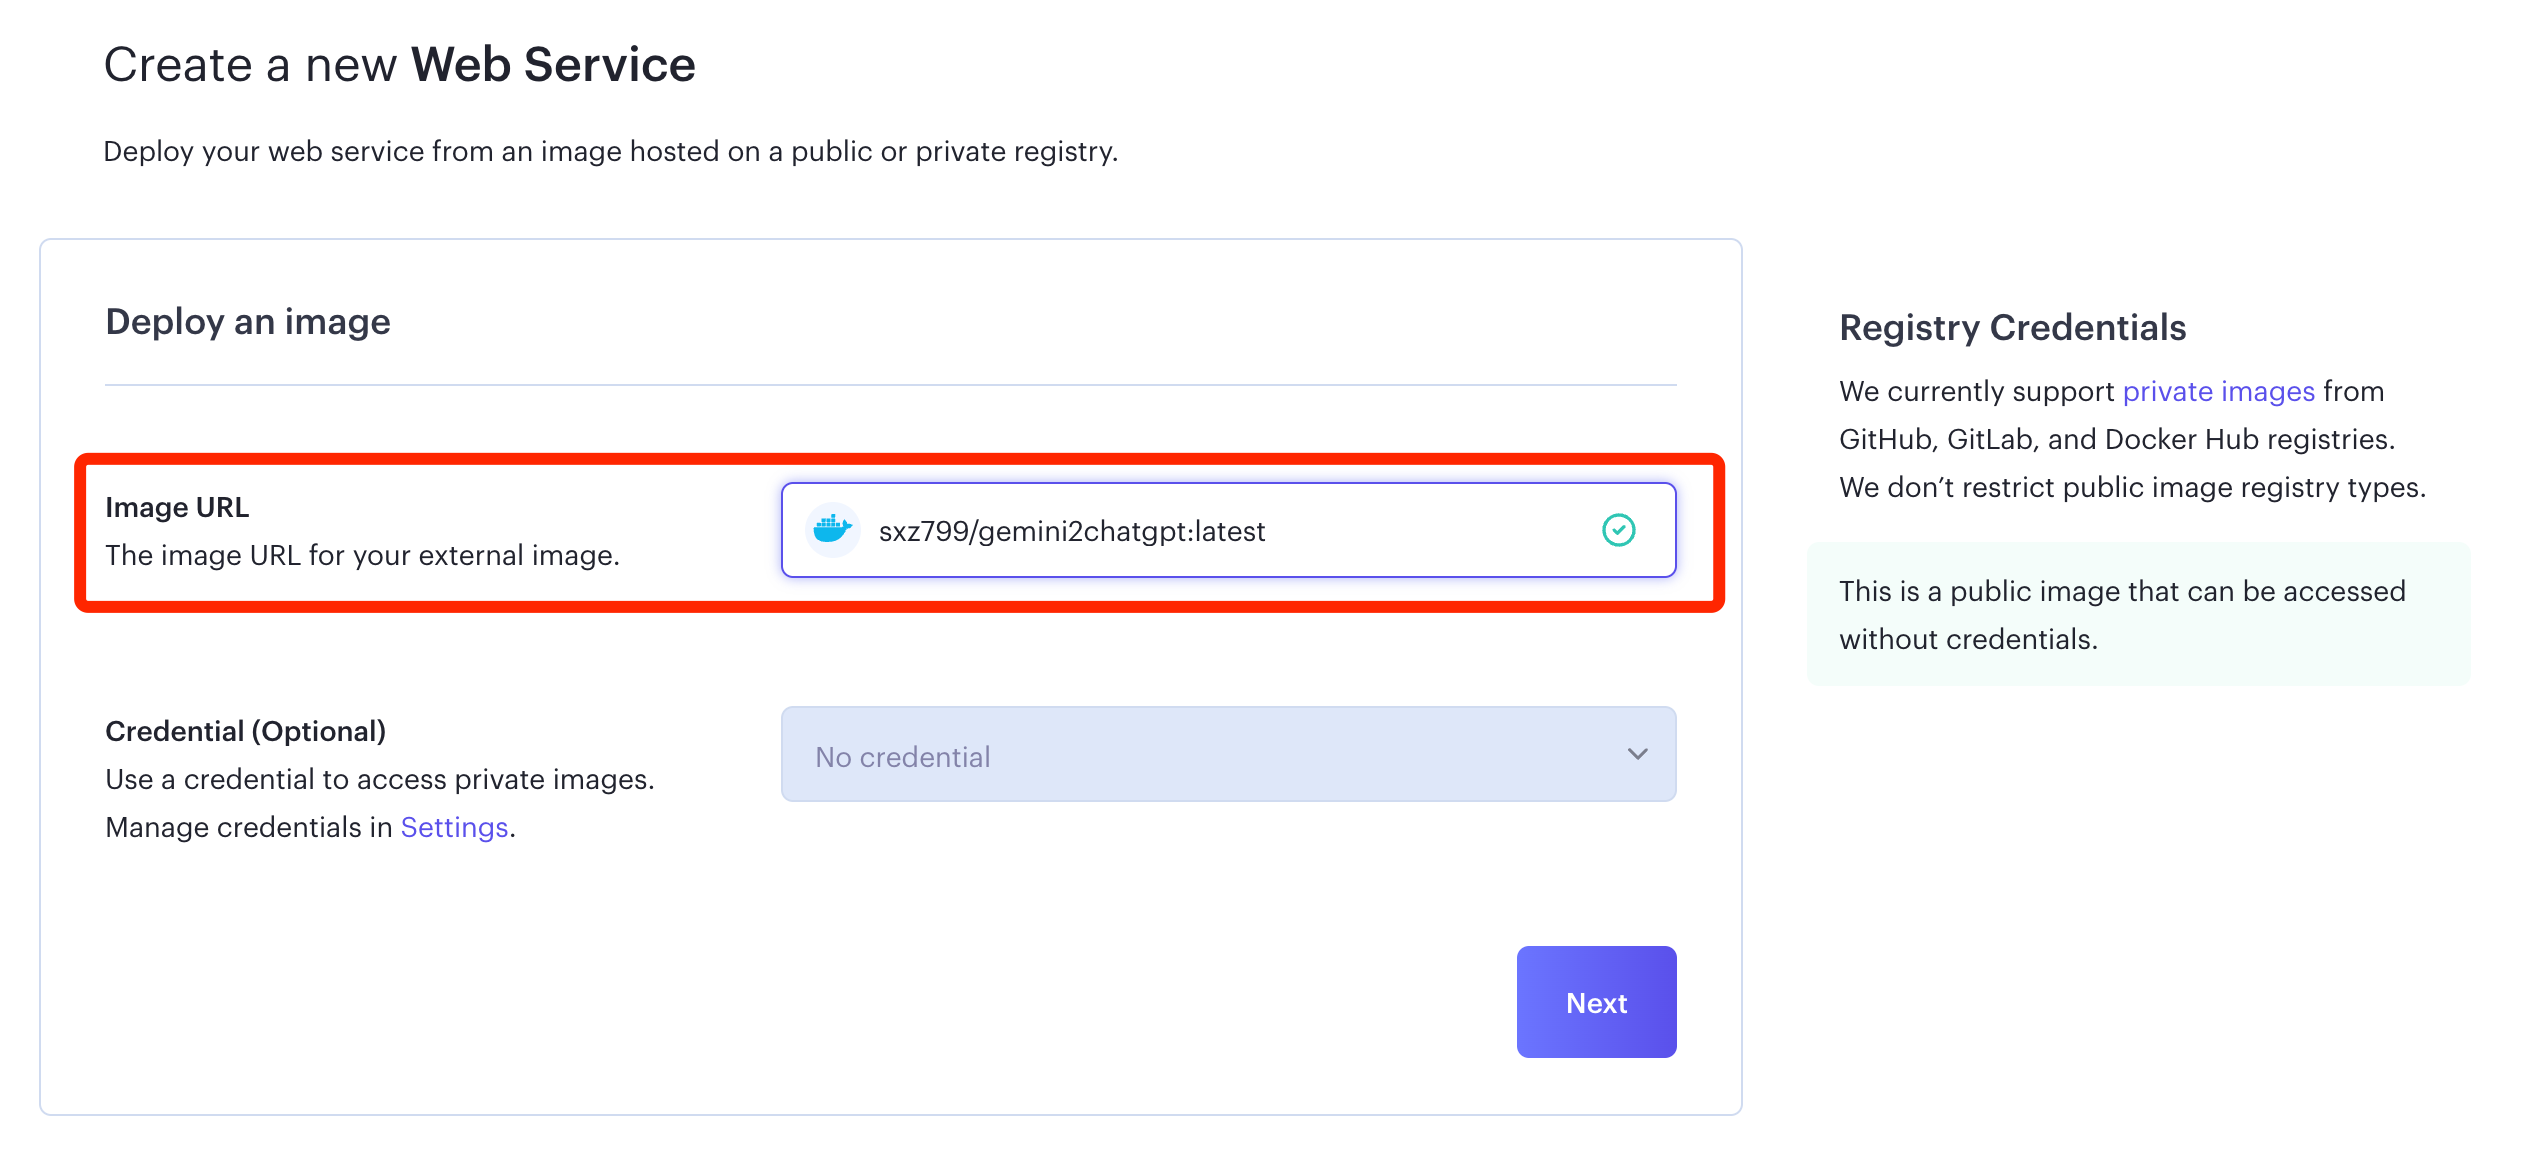 Create a new Web Service
Deploy your web service from an image hosted on a public or private registry.
Deploy an image
Image URL
The image URL for your external image.
sxz799/gemini2chatgpt:latest
Credential (Optional)
Use a credential to access private images.
Manage credentials in Settings.
No credential
Next
Registry Credentials
We currently support private images from
GitHub, GitLab, and Docker Hub registries.
We don’t restrict public image registry types.
This is a public image that can be accessed
without credentials.